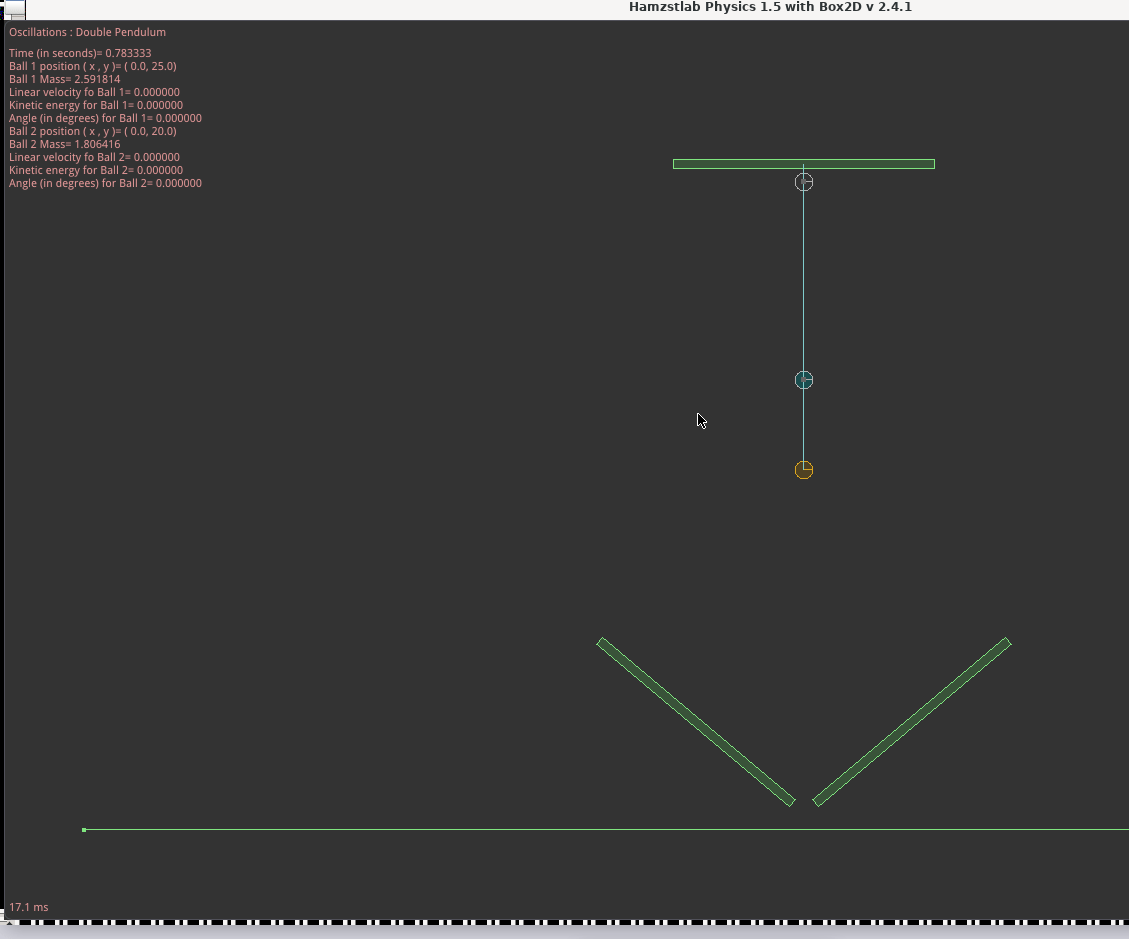 Hamzstlab Physics 1.5 with Box2D v 2.4.1
Oscillations : Double Pendulum
Time (in seconds)= 0.783333
Ball 1 position ( x , y )= ( 0.0, 25.0)
Ball 1 Mass= 2.591814
Linear velocity fo Ball 1= 0.000000
Kinetic energy for Ball 1= 0.000000
Angle (in degrees) for Ball 1= 0.000000
Ball 2 position ( x , y )= ( 0.0, 20.0)
Ball 2 Mass= 1.806416
Linear velocity fo Ball 2= 0.000000
Kinetic energy for Ball 2= 0.000000
Angle (in degrees) for Ball 2= 0.000000
17.1 ms